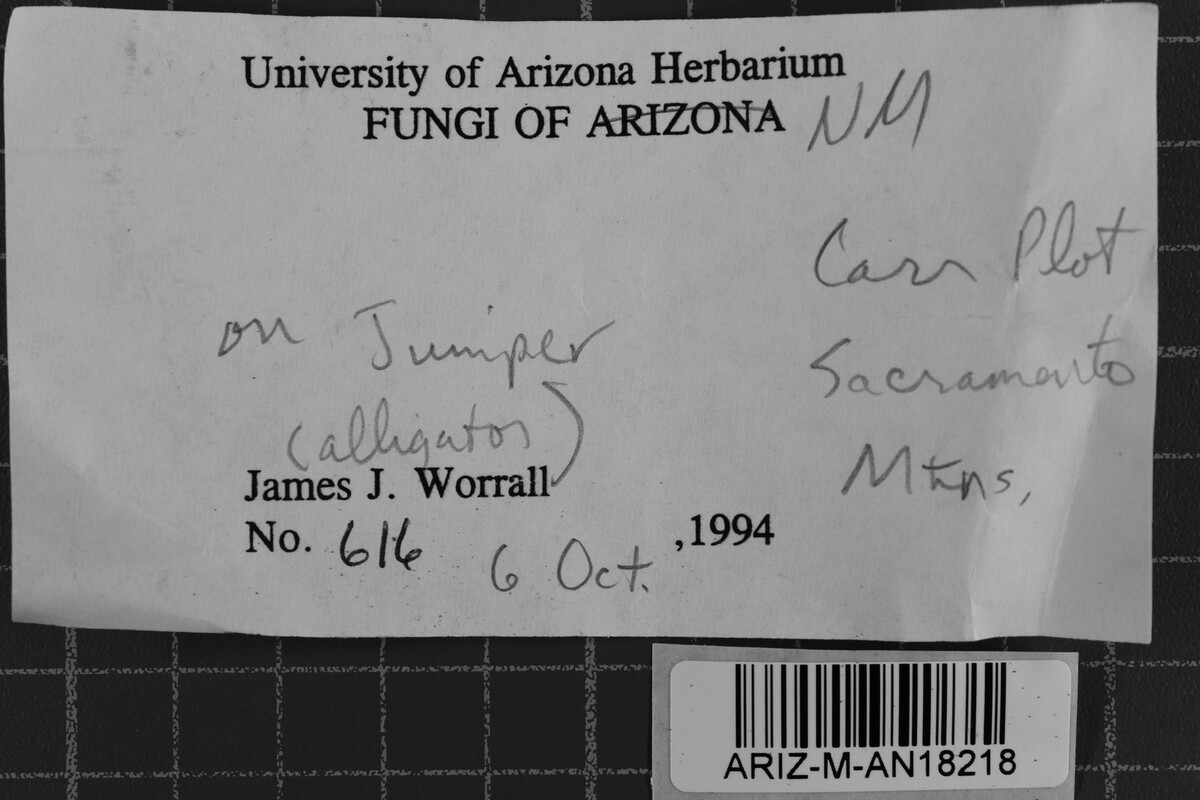 University of Arizona Herbarium
FUNGI OF ARIZONA NM
Carr Plot
on Juniper
Sacramento
(alligator)
Mtns,
James J. Worrall
No. 616 6 Oct. ,1994
ARIZ-M-AN18218